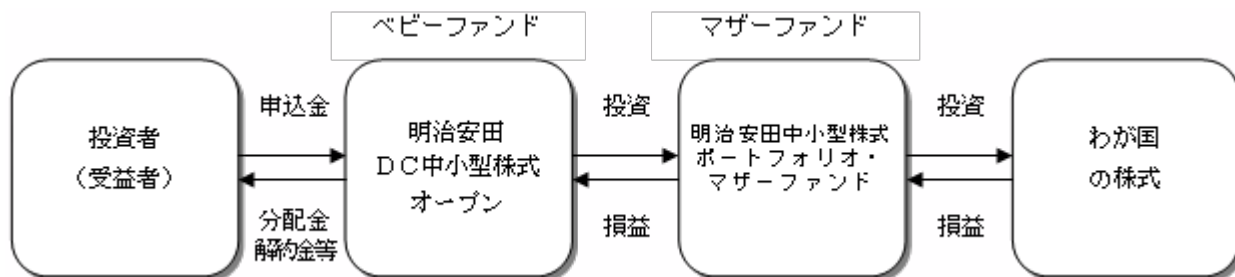 ベビーファンド
マザーファンド
投資者
（受益者）
申込金
分配金
解約金等
明治安田
ＤＣ中小型株式
オープン
投資
損益
明治安田中小型株式
ポートフォリオ・
マザーファンド
投資
損益
わが国
の株式